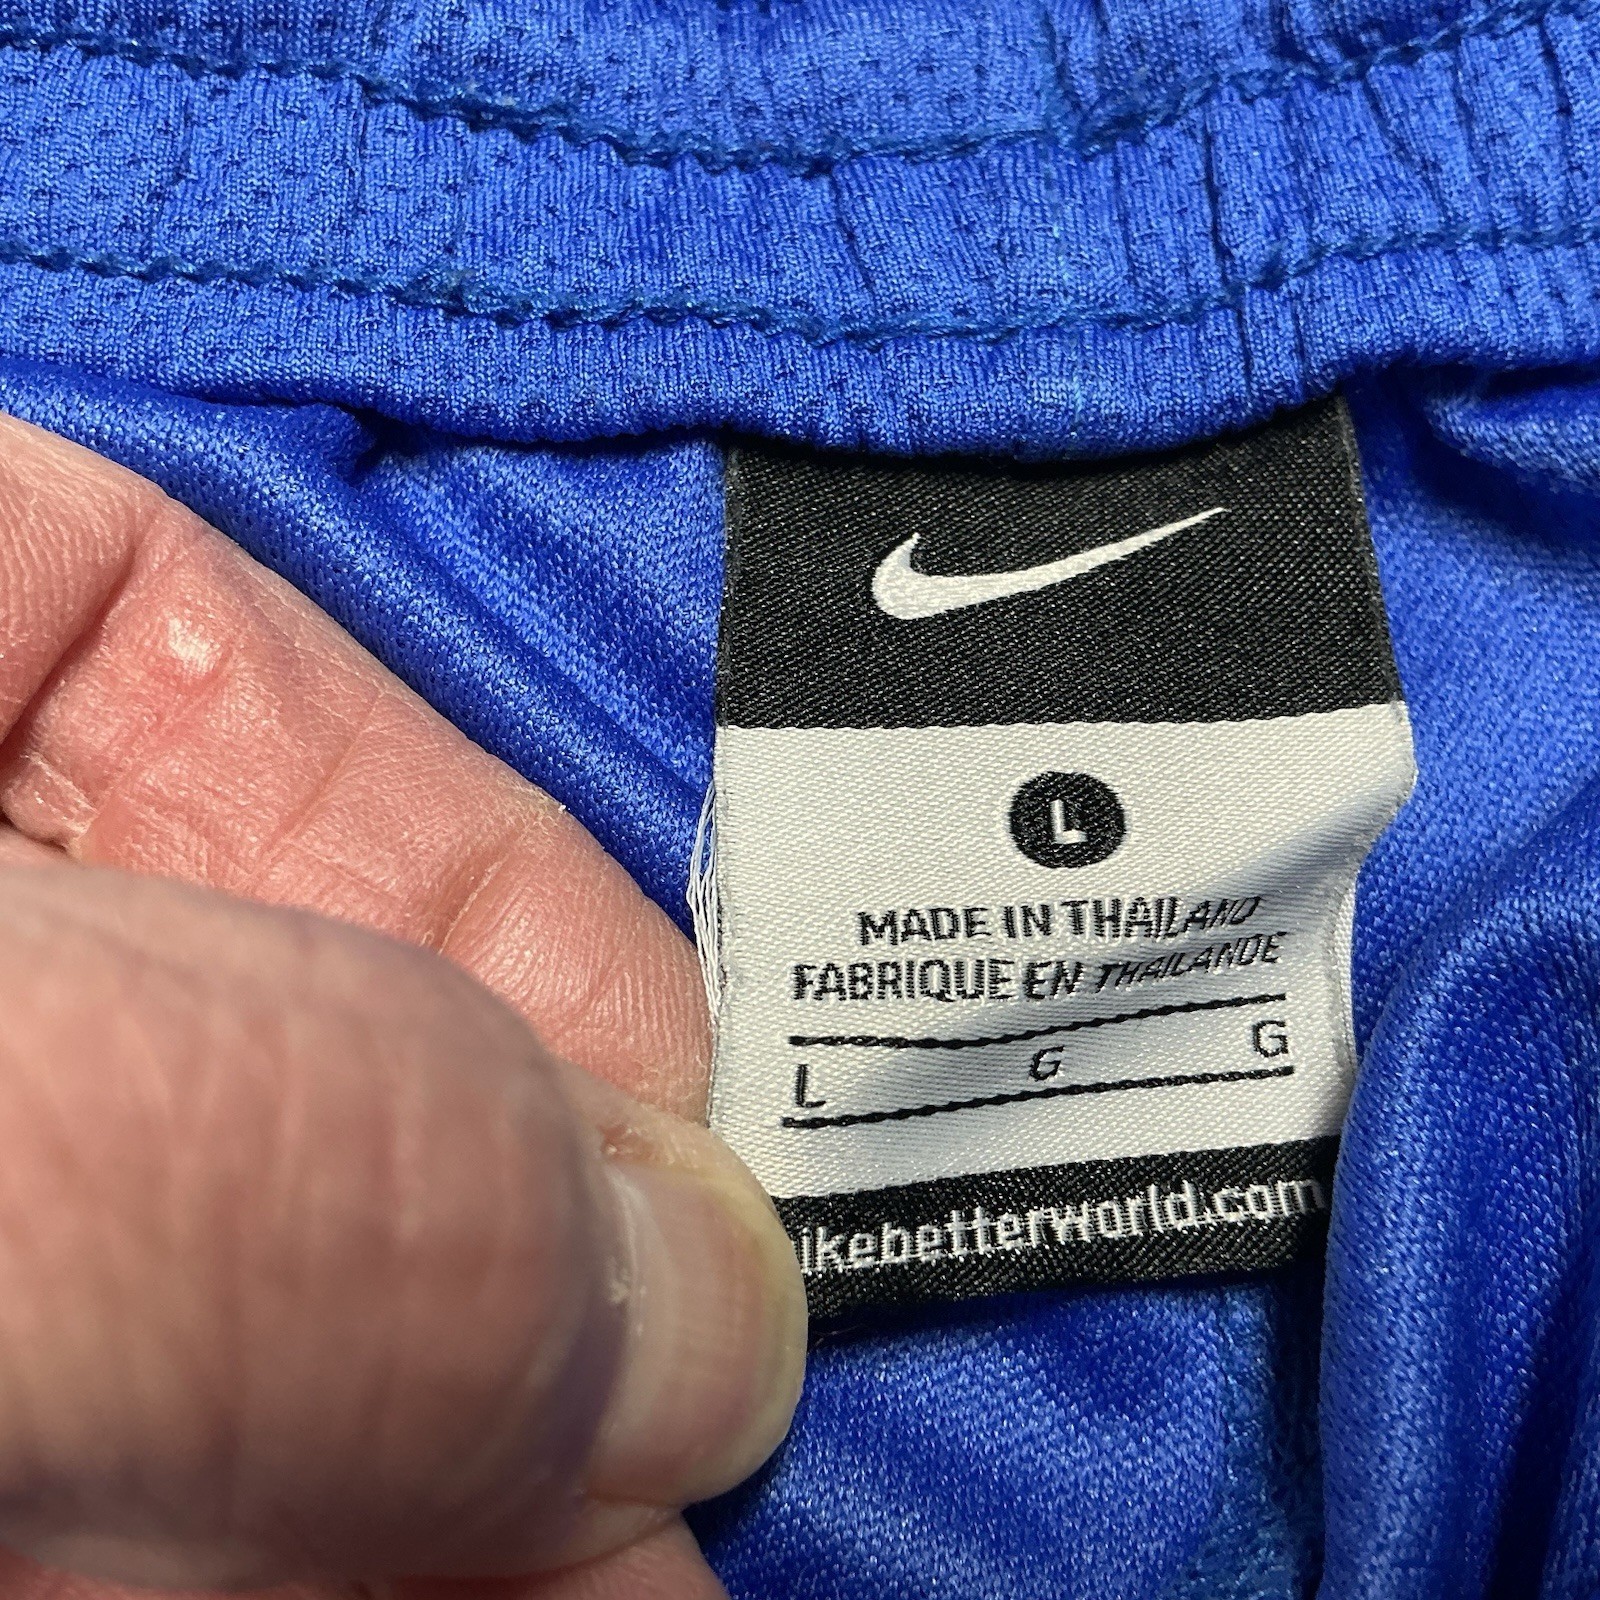 L
MADE IN THAILAND
FABRIQUE EN THAILANDE
L G G
ikebetterworld.com